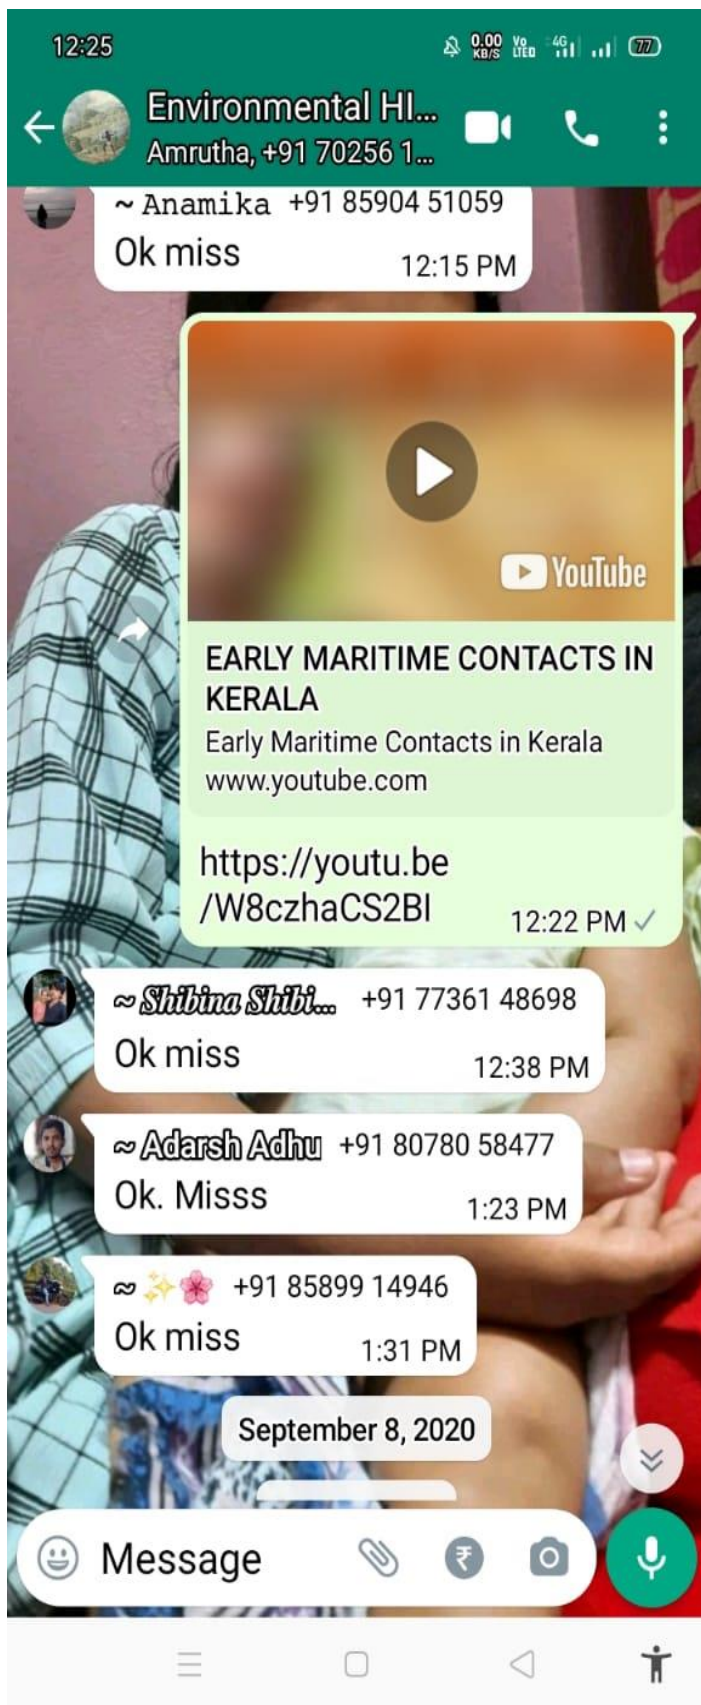 12:25
0.00 KB/S Vo LTED 4G 77
Environmental HI...
Amrutha, +91 70256 1...
~ Anamika +91 85904 51059
Ok miss
12:15 PM
YouTube
EARLY MARITIME CONTACTS IN
KERALA
Early Maritime Contacts in Kerala
www.youtube.com
https://youtu.be
/W8czhaCS2BI
12:22 PM
~ Shibina Shibi... +91 77361 48698
Ok miss
12:38 PM
~ Adarsh Adhu +91 80780 58477
Ok. Misss
1:23 PM
~ ✨🌸 +91 85899 14946
Ok miss
1:31 PM
September 8, 2020
Message